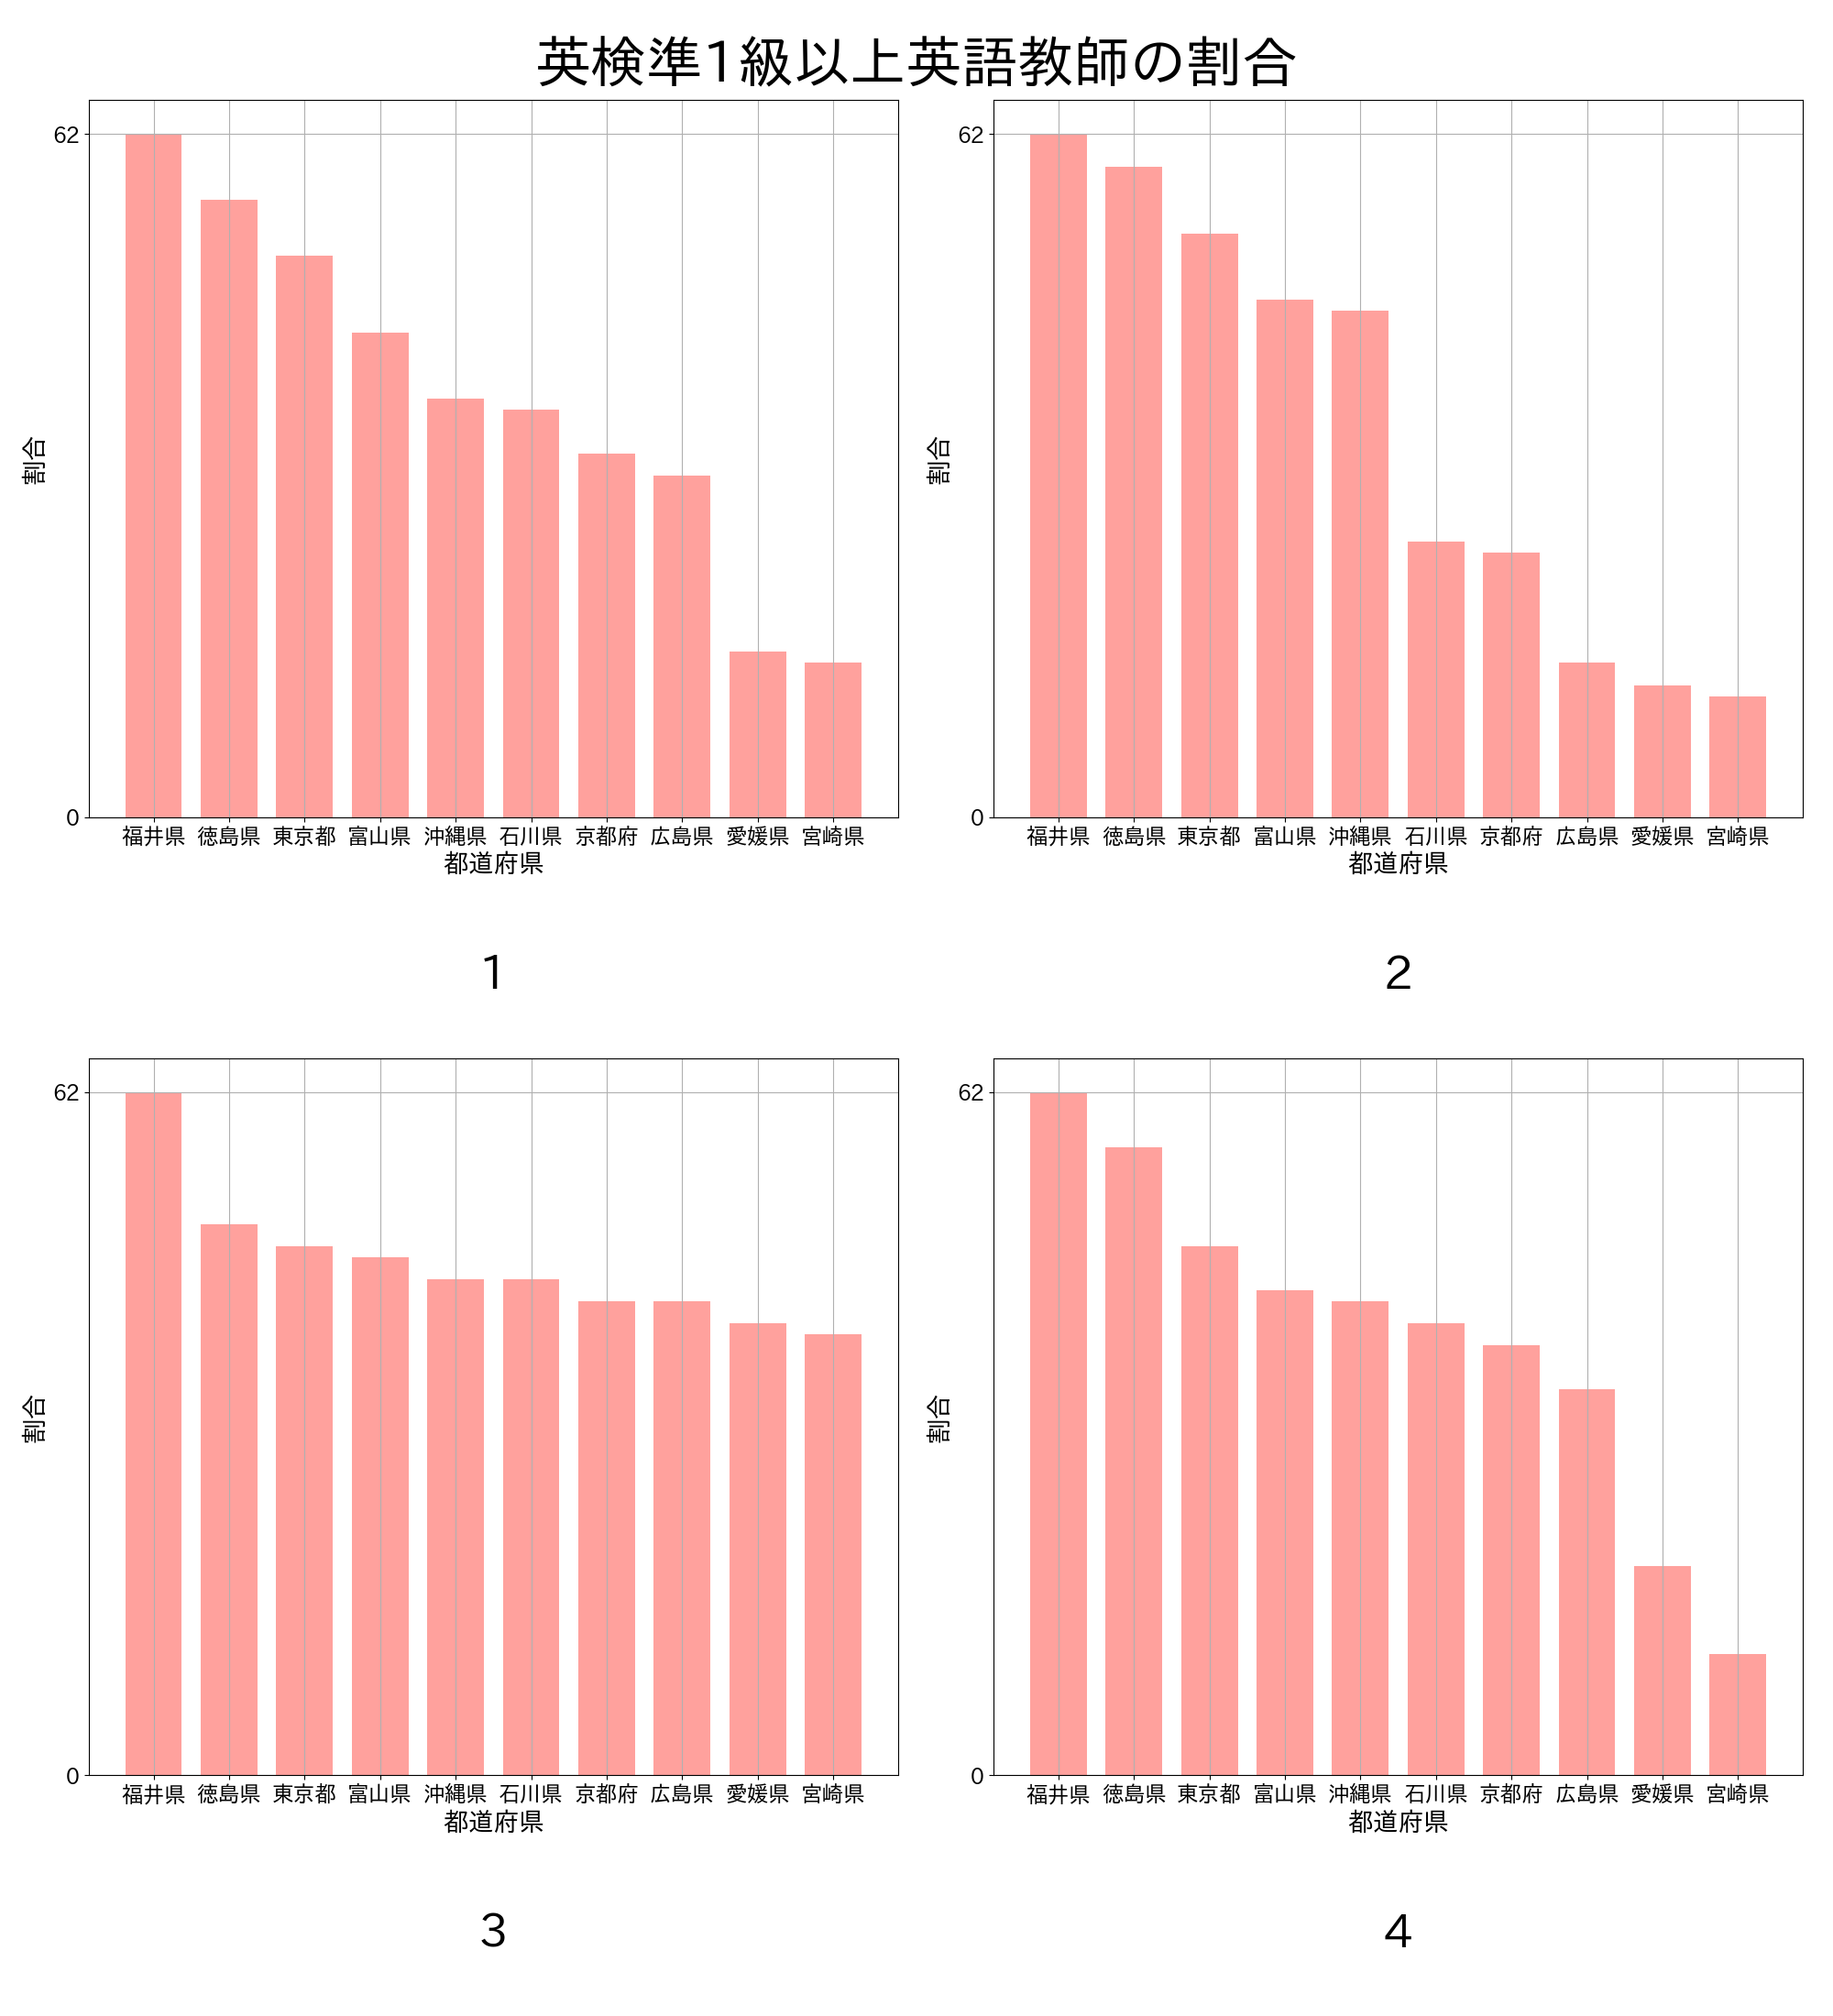 英検準1級以上英語教師の割合
62
0
割合
福井県 徳島県 東京都 富山県 沖縄県 石川県 京都府 広島県 愛媛県 宮崎県
都道府県
1
62
0
割合
福井県 徳島県 東京都 富山県 沖縄県 石川県 京都府 広島県 愛媛県 宮崎県
都道府県
2
62
0
割合
福井県 徳島県 東京都 富山県 沖縄県 石川県 京都府 広島県 愛媛県 宮崎県
都道府県
3
62
0
割合
福井県 徳島県 東京都 富山県 沖縄県 石川県 京都府 広島県 愛媛県 宮崎県
都道府県
4